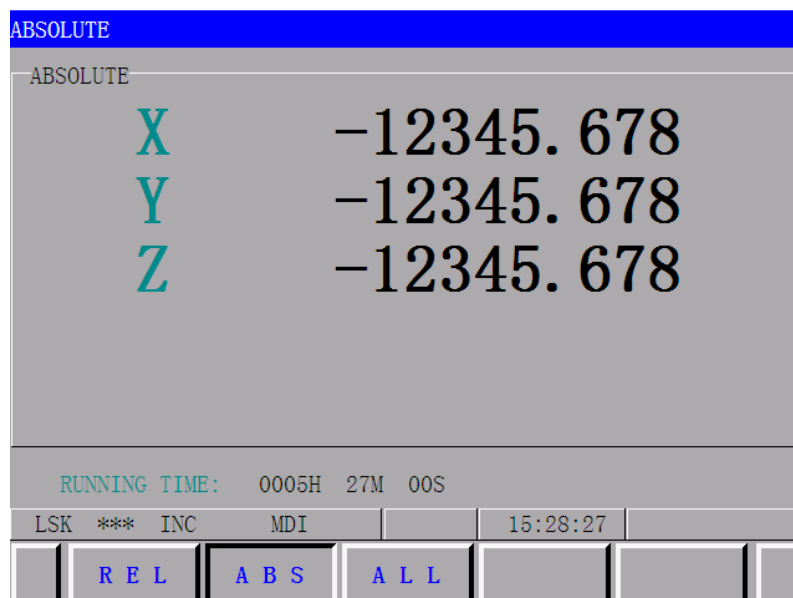 ABSOLUTE
ABSOLUTE
X -12345.678
Y -12345.678
Z -12345.678
RUNNING TIME: 0005H 27M 00S
LSK *** INC MDI 15:28:27
REL ABS ALL